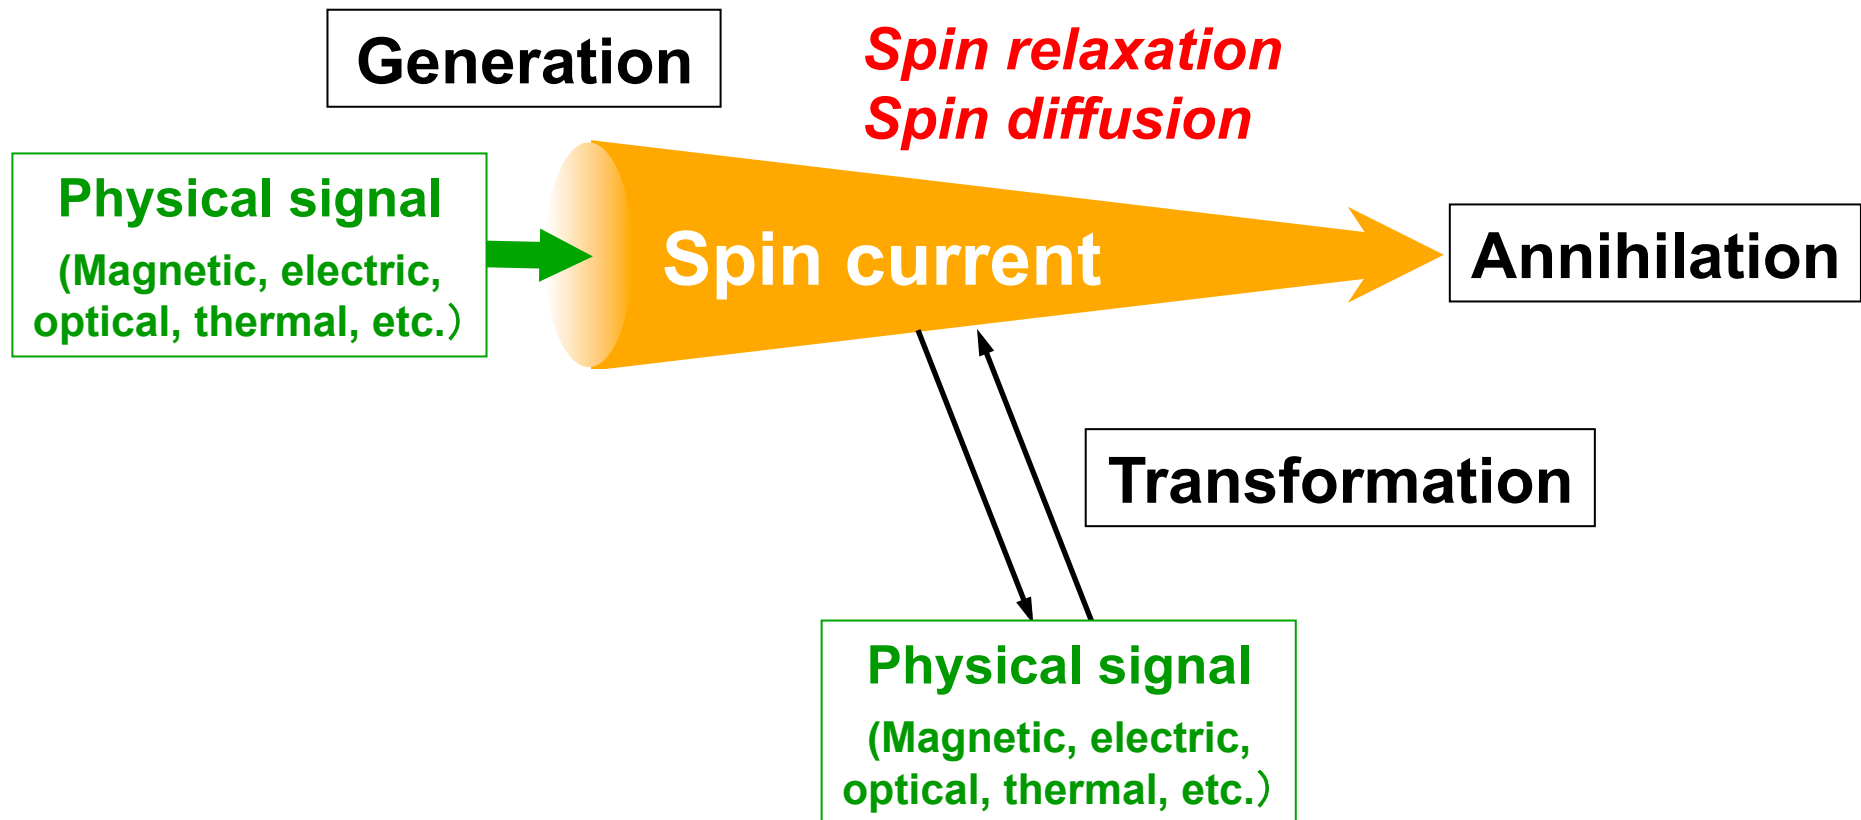 Generation
Spin relaxation
Spin diffusion
Physical signal
(Magnetic, electric,
optical, thermal, etc.）
Spin current
Annihilation
Transformation
Physical signal
(Magnetic, electric,
optical, thermal, etc.）